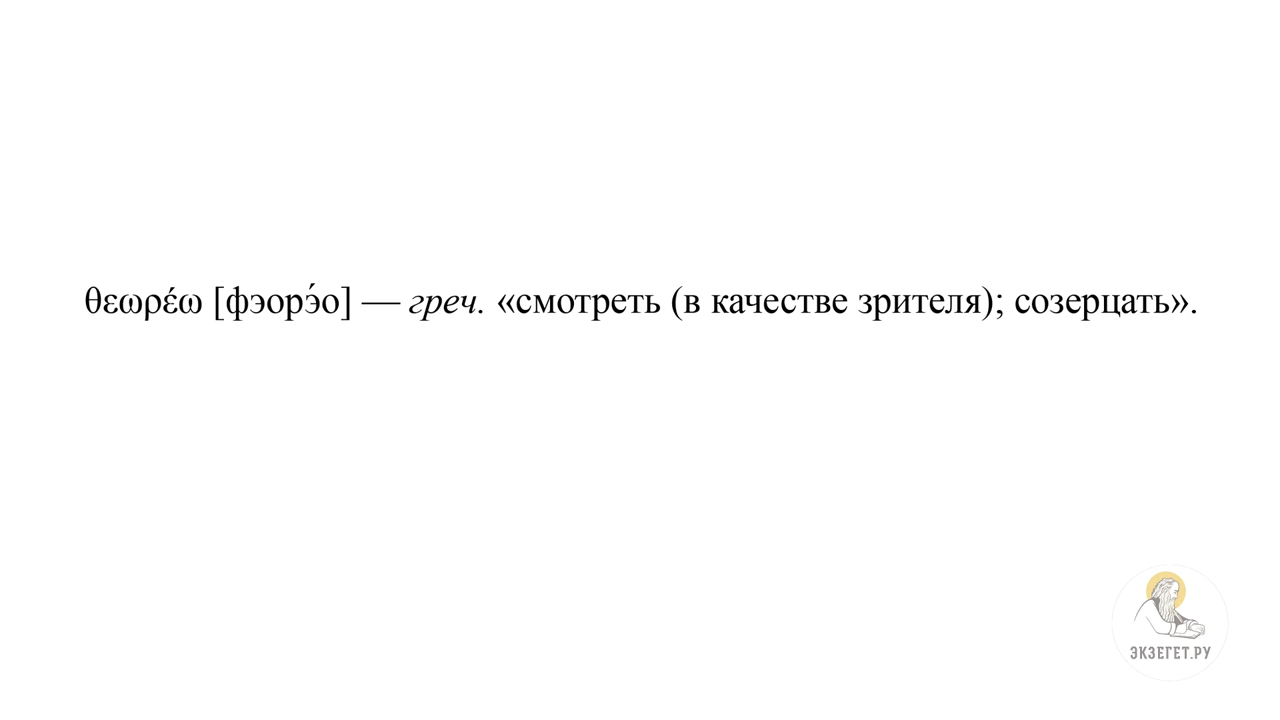 θεωρέω [фэорэ́о] — греч. «смотреть (в качестве зрителя); созерцать».
ЭКЗЕГЕТ.РУ